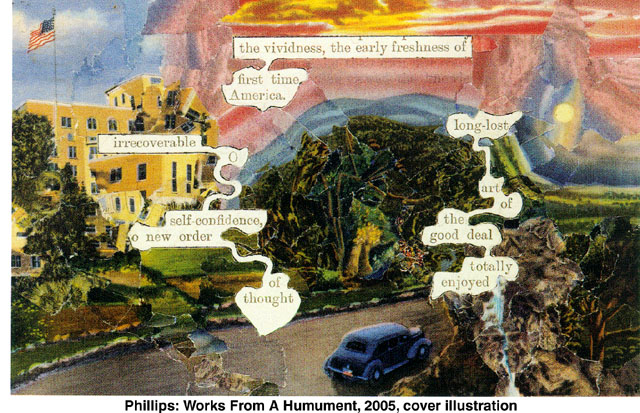 the vividness, the early freshness of
first time,
America.
irrecoverable
O
self-confidence,
o new order
of
thought
long-lost
art
of
the
good deal
totally
enjoyed
Phillips: Works From A Humument, 2005, cover illustration